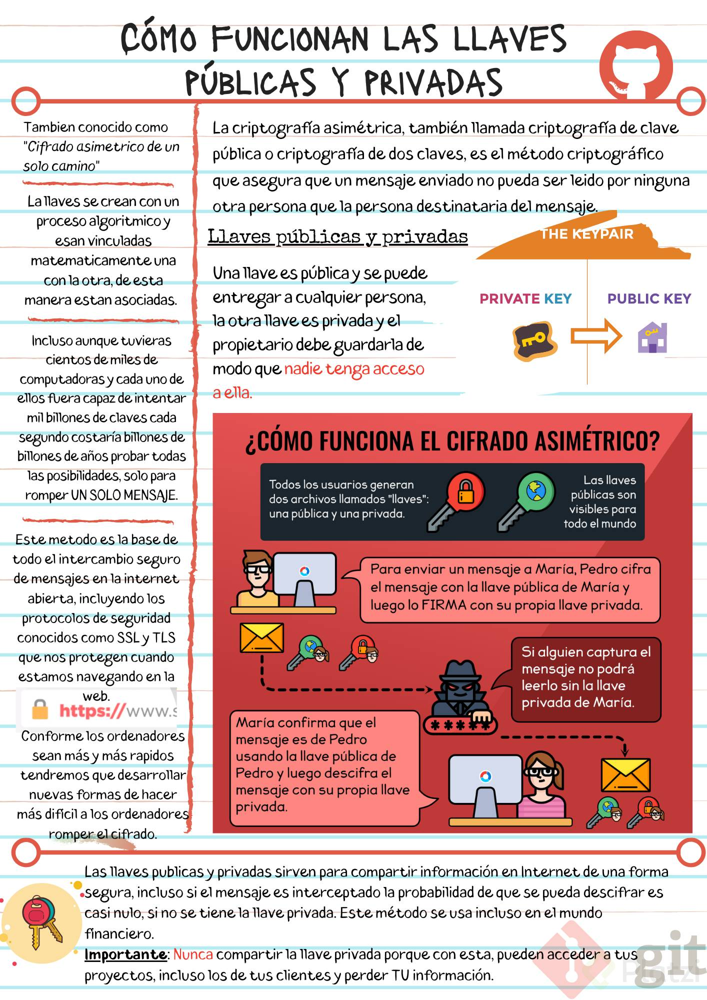 CÓMO FUNCIONAN LAS LLAVES
PÚBLICAS Y PRIVADAS
Tambien conocido como
"Cifrado asimetrico de un
solo camino"
La llaves se crean con un
proceso algoritmico y
esan vinculadas
matematicamente una
con la otra, de esta
manera estan asociadas.
Incluso aunque tuvieras
cientos de miles de
computadoras y cada uno de
ellos fuera capaz de intentar
mil billones de claves cada
segundo costaría billones de
billones de años probar todas
las posibilidades, solo para
romper UN SOLO MENSAJE.
Este metodo es la base de
todo el intercambio seguro
de mensajes en la internet
abierta, incluyendo los
protocolos de seguridad
conocidos como SSL y TLS
que nos protegen cuando
estamos navegando en la
web.
https://www.s
Conforme los ordenadores
sean más y más rapidos
tendremos que desarrollar
nuevas formas de hacer
más difícil a los ordenadores
romper el cifrado.
La criptografía asimétrica, también llamada criptografía de clave
pública o criptografía de dos claves, es el método criptográfico
que asegura que un mensaje enviado no pueda ser leido por ninguna
otra persona que la persona destinataria del mensaje.
Llaves públicas y privadas
Una llave es pública y se puede
entregar a cualquier persona,
la otra llave es privada y el
propietario debe guardarla de
modo que nadie tenga acceso
a ella.
THE KEYPAIR
PRIVATE KEY
PUBLIC KEY
¿CÓMO FUNCIONA EL CIFRADO ASIMÉTRICO?
Todos los usuarios generan
dos archivos llamados "llaves":
una pública y una privada.
Las llaves
públicas son
visibles para
todo el mundo
Para enviar un mensaje a María, Pedro cifra
el mensaje con la llave pública de María y
luego lo FIRMA con su propia llave privada.
Si alguien captura el
mensaje no podrá
leerlo sin la llave
privada de María.
*****
María confirma que el
mensaje es de Pedro
usando la llave pública de
Pedro y luego descifra el
mensaje con su propia llave
privada.
Las llaves publicas y privadas sirven para compartir información en Internet de una forma
segura, incluso si el mensaje es interceptado la probabilidad de que se pueda descifrar es
casi nulo, si no se tiene la llave privada. Este método se usa incluso en el mundo
financiero.
Importante: Nunca compartir la llave privada porque con esta, pueden acceder a tus
proyectos, incluso los de tus clientes y perder TU información.
git
Platzi